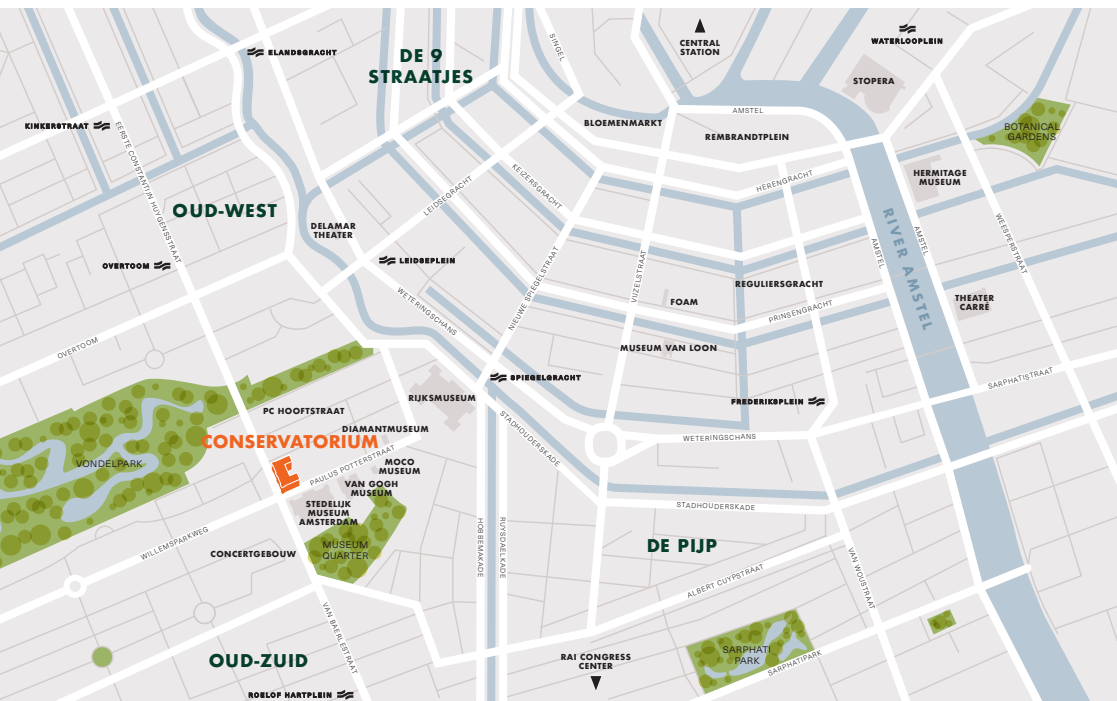 ELANDSGRACHT
DE 9
STRAATJES
SINGEL
CENTRAL
STATION
WATERLOOPLEIN
STOPERA
KINKERSTRAAT
EERSTE CONSTANTIJN HUYGENSSTRAAT
BLOEMENMARKT
AMSTEL
REMBRANDTPLEIN
BOTANICAL
GARDENS
HERMITAGE
MUSEUM
OUD-WEST
DELAMAR
THEATER
LEIDSEGRACHT
KEIZERSGRACHT
HERENGRACHT
OVERTOOM
LEIDSEPLEIN
WETERINGSCHANS
NIEUWE SPIEGELSTRAAT
VIJZELSTRAAT
FOAM
REGULIERSGRACHT
PRINSENGRACHT
RIVER AMSTEL
AMSTEL
AMSTEL
WEESPERSTRAAT
THEATER
CARRÉ
OVERTOOM
MUSEUM VAN LOON
SPIEGELGRACHT
SARPHATISTRAAT
RIJKSMUSEUM
FREDERIKSPLEIN
PC HOOFTSTRAAT
DIAMANTMUSEUM
CONSERVATORIUM
STADHOUDERSKADE
WETERINGSCHANS
VONDELPARK
PAULUS POTTERSTRAAT
MOCO
MUSEUM
VAN GOGH
MUSEUM
STEDELIJK
MUSEUM
AMSTERDAM
STADHOUDERSKADE
WILLEMSPARKWEG
CONCERTGEBOUW
MUSEUM
QUARTER
HOBBEMAKADE
RUYSDAELKADE
DE PIJP
ALBERT CUYPSTRAAT
VAN WOUSTRAAT
VAN BAERLESTRAAT
OUD-ZUID
RAI CONGRESS
CENTER
SARPHATI
PARK
SARPHATIPARK
ROELOF HARTPLEIN